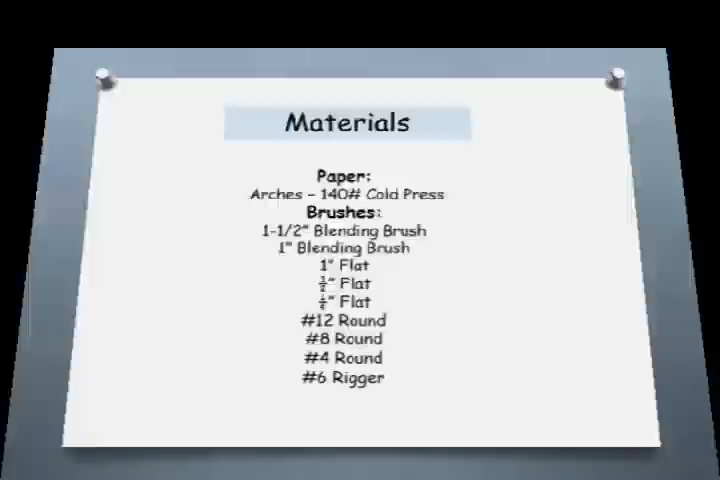 Materials
Paper:
Arches – 140# Cold Press
Brushes:
1-1/2" Blending Brush
1" Blending Brush
1" Flat
½" Flat
¼" Flat
#12 Round
#8 Round
#4 Round
#6 Rigger